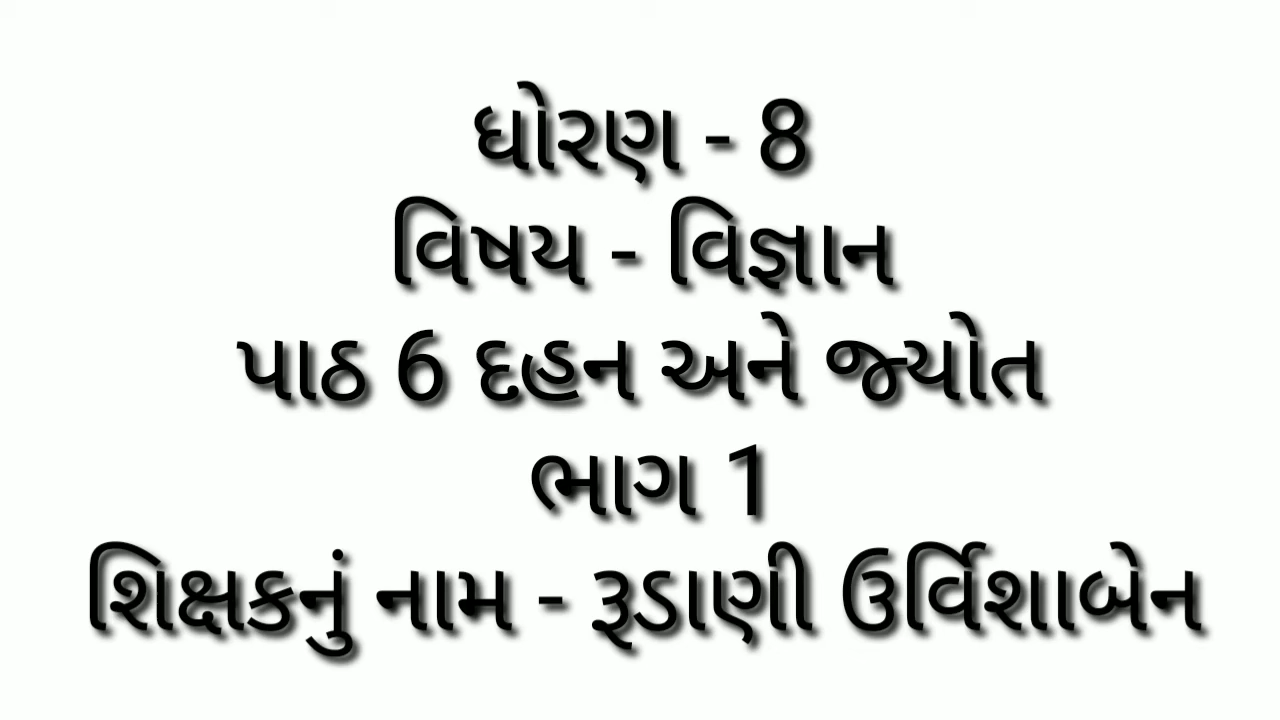 ધોરણ - 8
વિષય - વિજ્ઞાન
પાઠ 6 દહન અને જ્યોત
ભાગ 1
શિક્ષકનું નામ - રૂડાણી ઉર્વિશાબેન